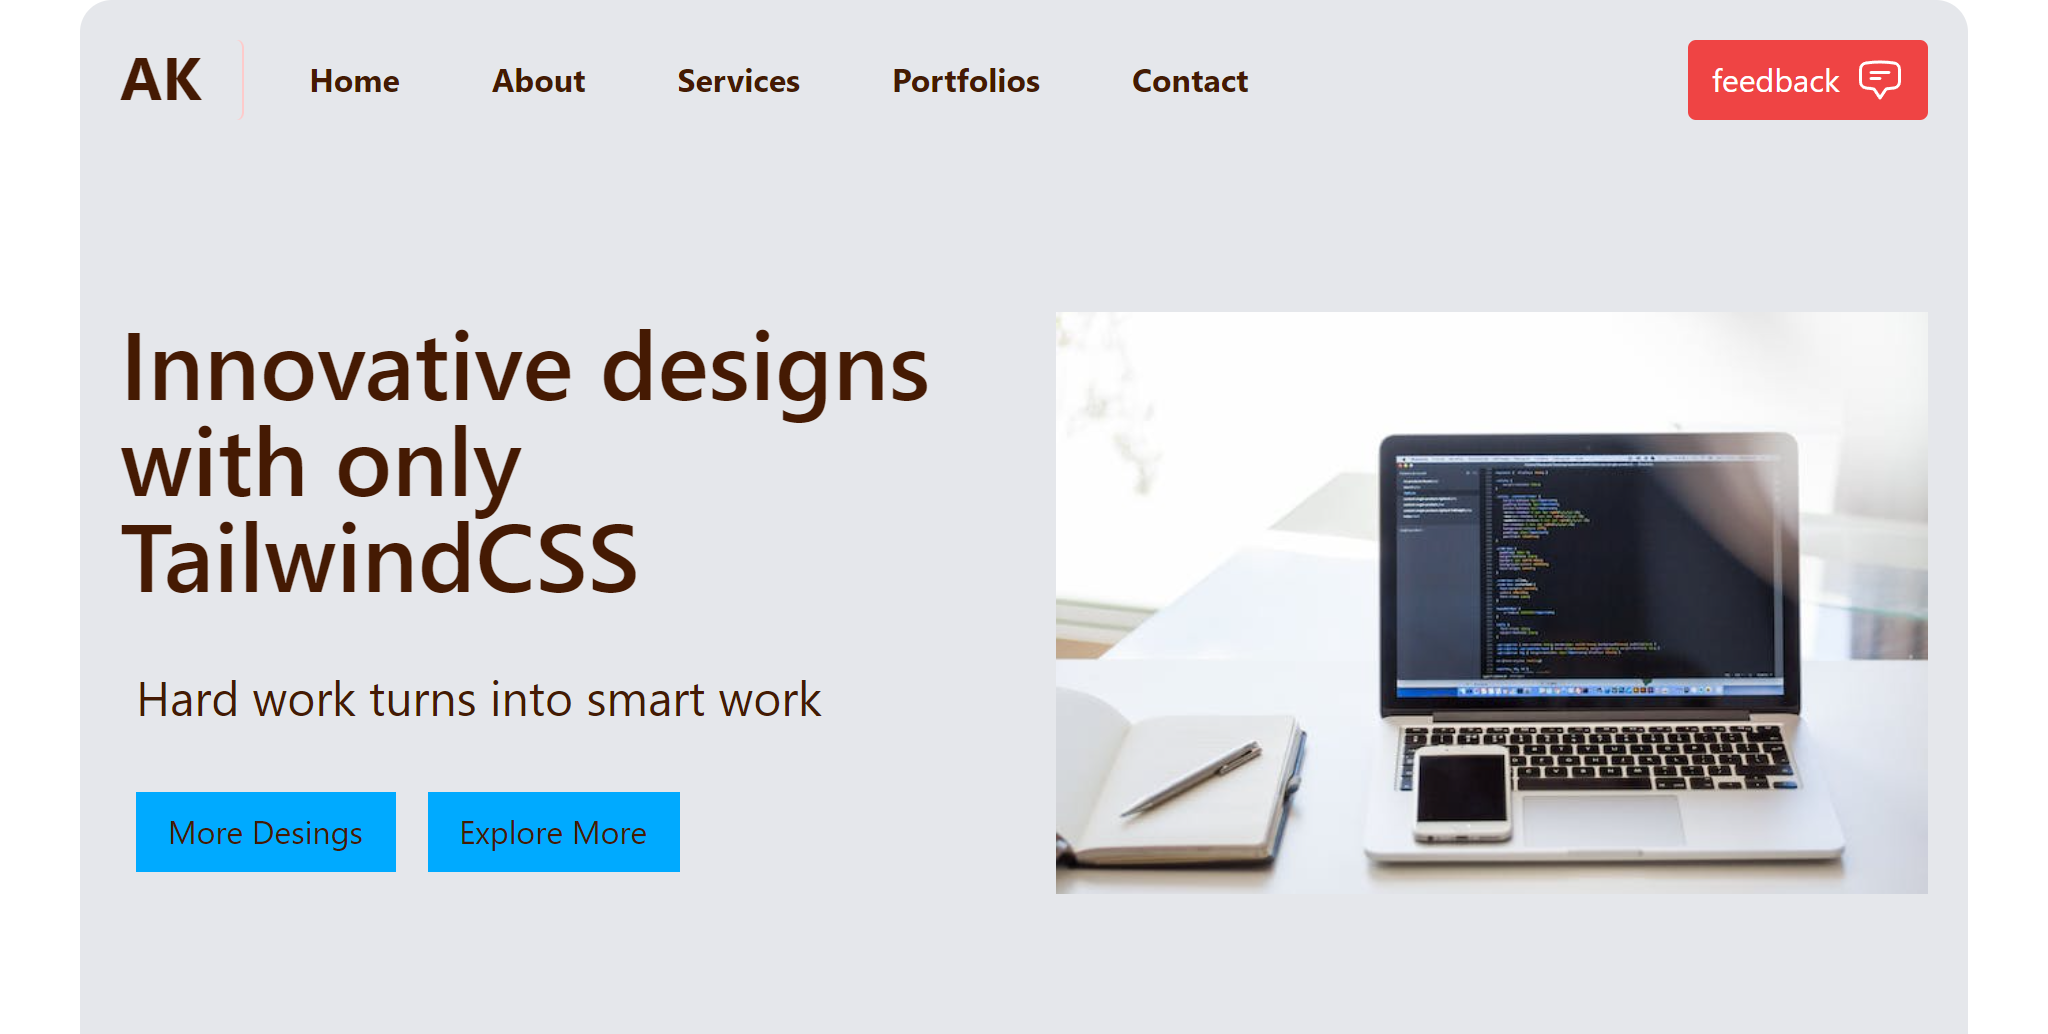 AK
Home
About
Services
Portfolios
Contact
feedback
Innovative designs
with only
TailwindCSS
Hard work turns into smart work
More Desings
Explore More